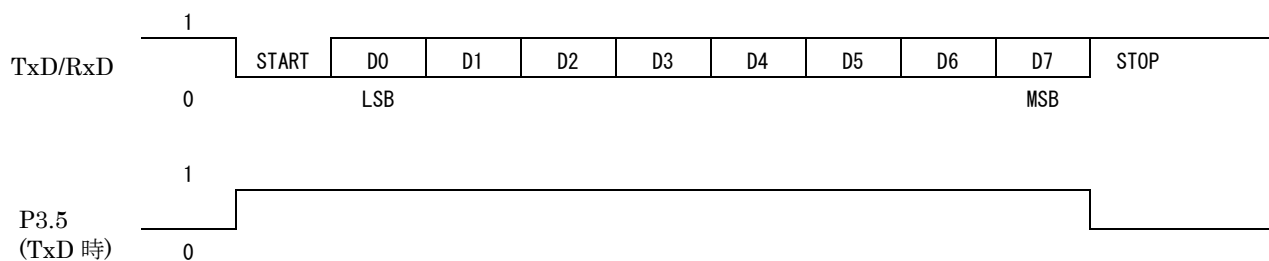 1
TxD/RxD START D0 D1 D2 D3 D4 D5 D6 D7 STOP
0 LSB MSB
1
P3.5
(TxD 時) 0